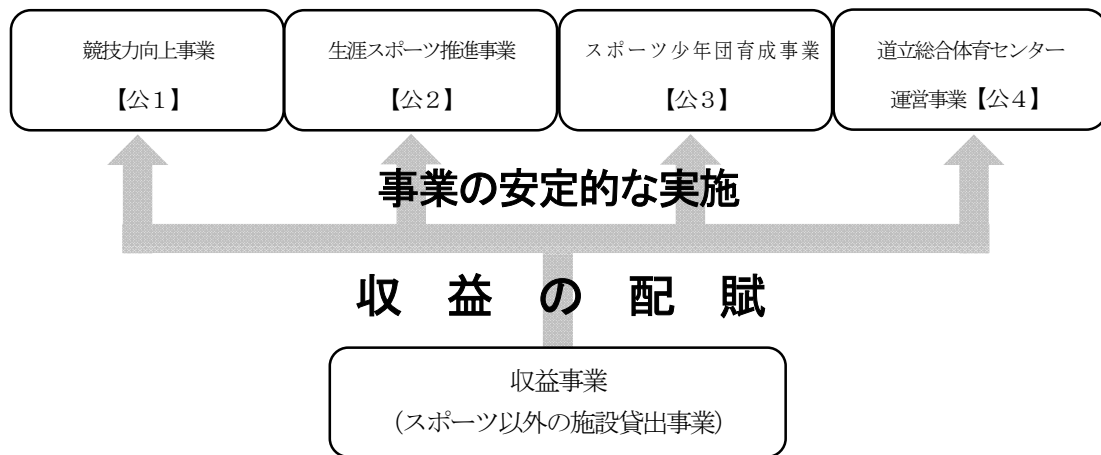 競技力向上事業
【公1】
生涯スポーツ推進事業
【公2】
スポーツ少年団育成事業
【公3】
道立総合体育センター
運営事業【公4】
事業の安定的な実施
収益の配賦
収益事業
(スポーツ以外の施設貸出事業)